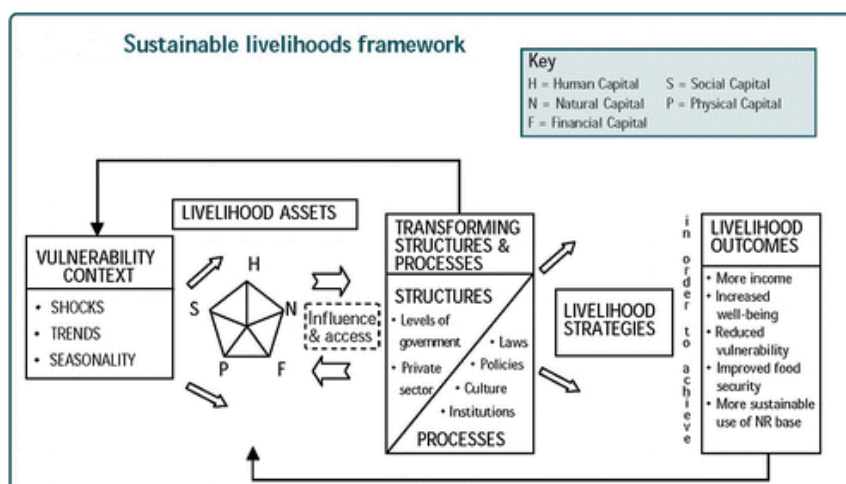 Sustainable livelihoods framework
Key
H = Human Capital S = Social Capital
N = Natural Capital P = Physical Capital
F = Financial Capital
LIVELIHOOD ASSETS
VULNERABILITY
CONTEXT
• SHOCKS
• TRENDS
• SEASONALITY
H
S
N
P
F
Influence
& access
TRANSFORMING
STRUCTURES &
PROCESSES
STRUCTURES
• Levels of
government
• Private
sector
• Laws
• Policies
• Culture
• Institutions
PROCESSES
LIVELIHOOD
STRATEGIES
in order to achieve
LIVELIHOOD
OUTCOMES
• More income
• Increased
well-being
• Reduced
vulnerability
• Improved food
security
• More sustainable
use of NR base